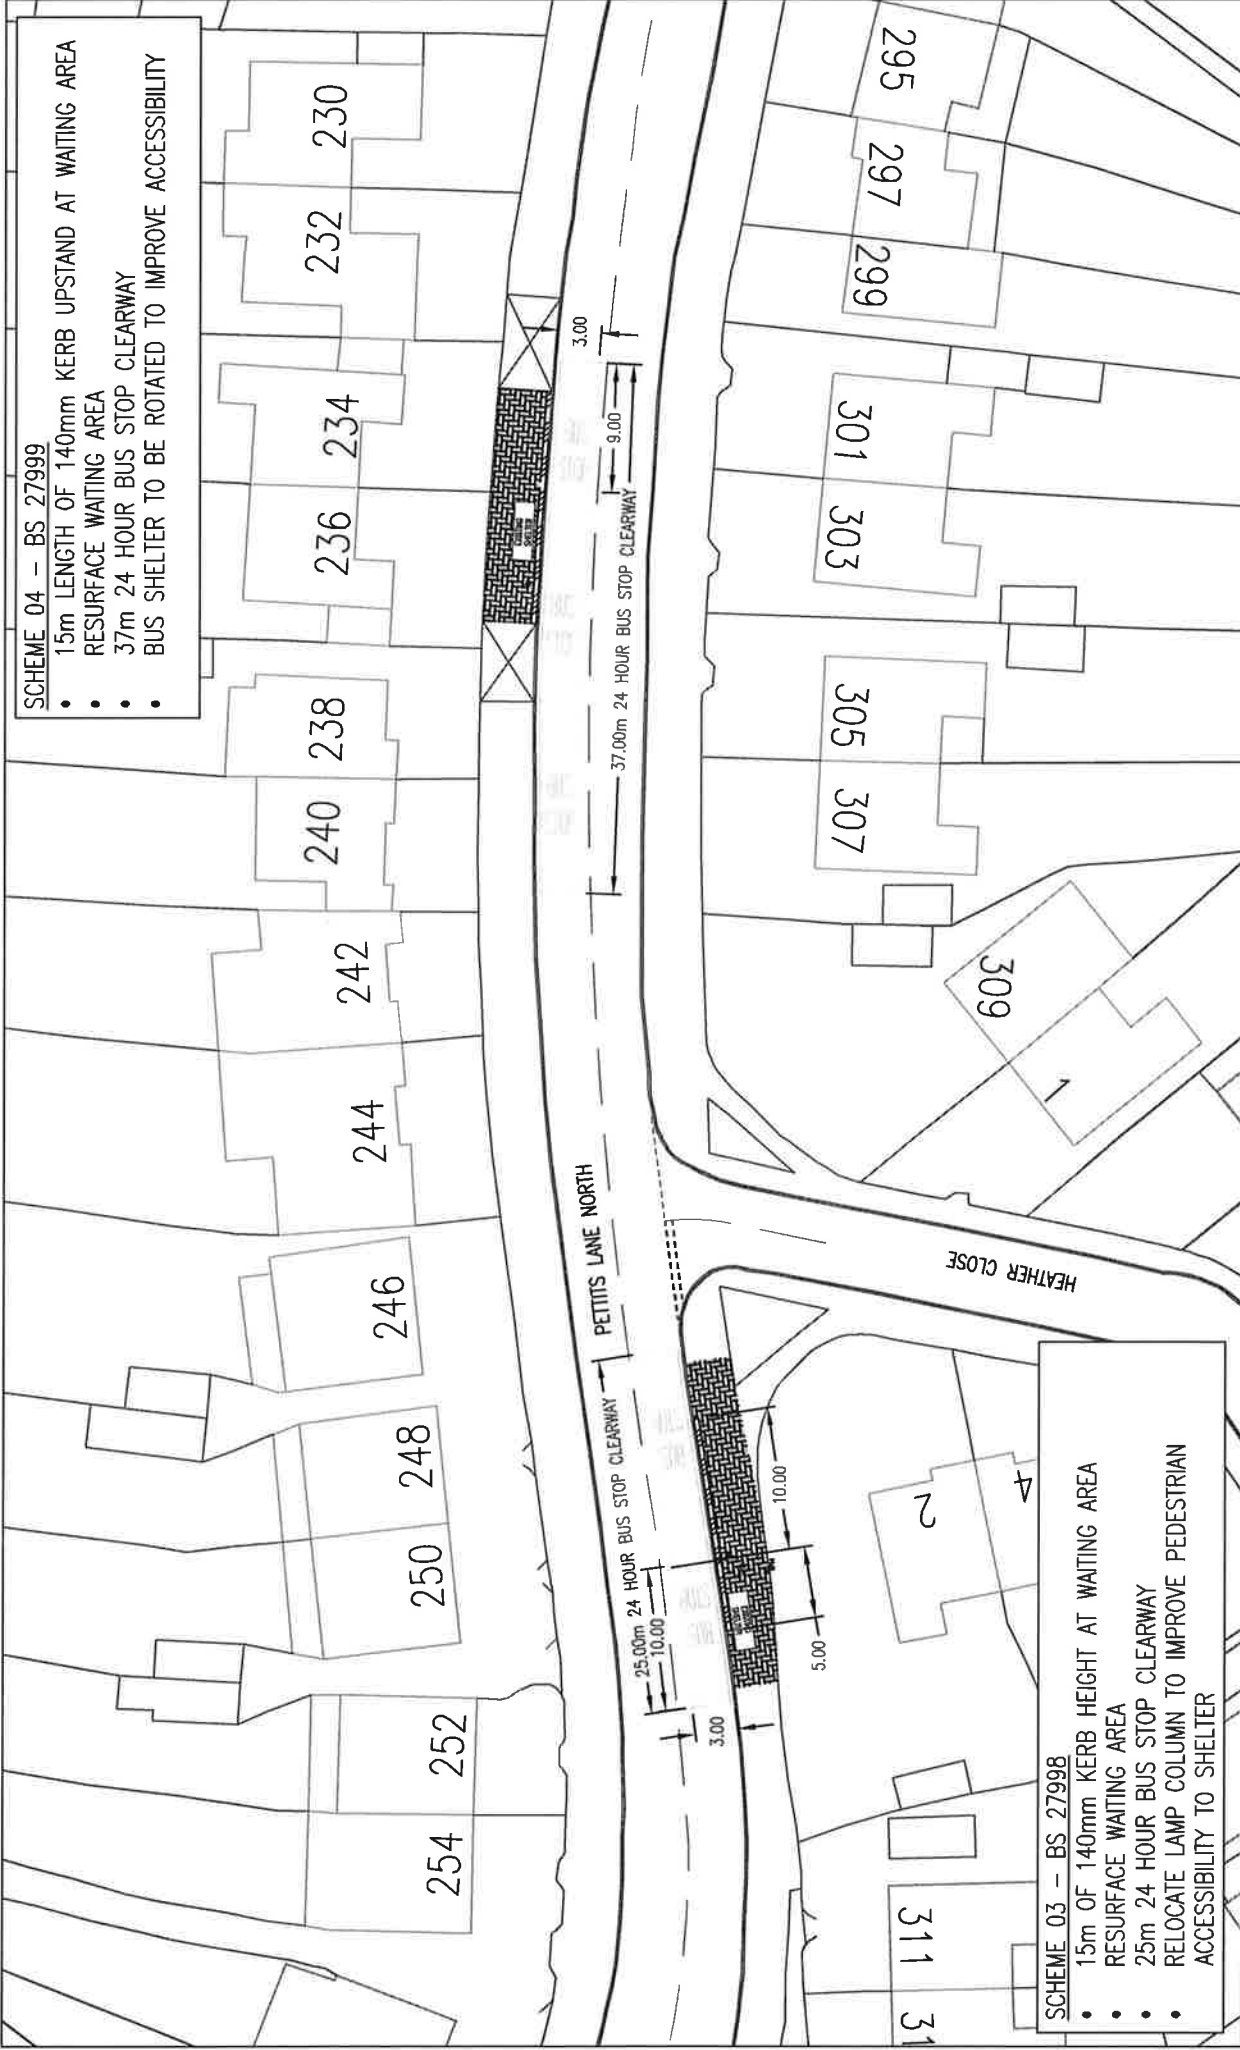 SCHEME 04 – BS 27999
• 15m LENGTH OF 140mm KERB UPSTAND AT WAITING AREA
• RESURFACE WAITING AREA
• 37m 24 HOUR BUS STOP CLEARWAY
• BUS SHELTER TO BE ROTATED TO IMPROVE ACCESSIBILITY
254
252
250
248
246
244
242
240
238
236
234
232
230
3.00
9.00
37.00m 24 HOUR BUS STOP CLEARWAY
PETTITS LANE NORTH
25.00m 24 HOUR BUS STOP CLEARWAY
10.00
3.00
10.00
5.00
HEATHER CLOSE
295
297
299
301
303
305
307
309
1
2
4
311
31
SCHEME 03 – BS 27998
• 15m OF 140mm KERB HEIGHT AT WAITING AREA
• RESURFACE WAITING AREA
• 25m 24 HOUR BUS STOP CLEARWAY
• RELOCATE LAMP COLUMN TO IMPROVE PEDESTRIAN
ACCESSIBILITY TO SHELTER